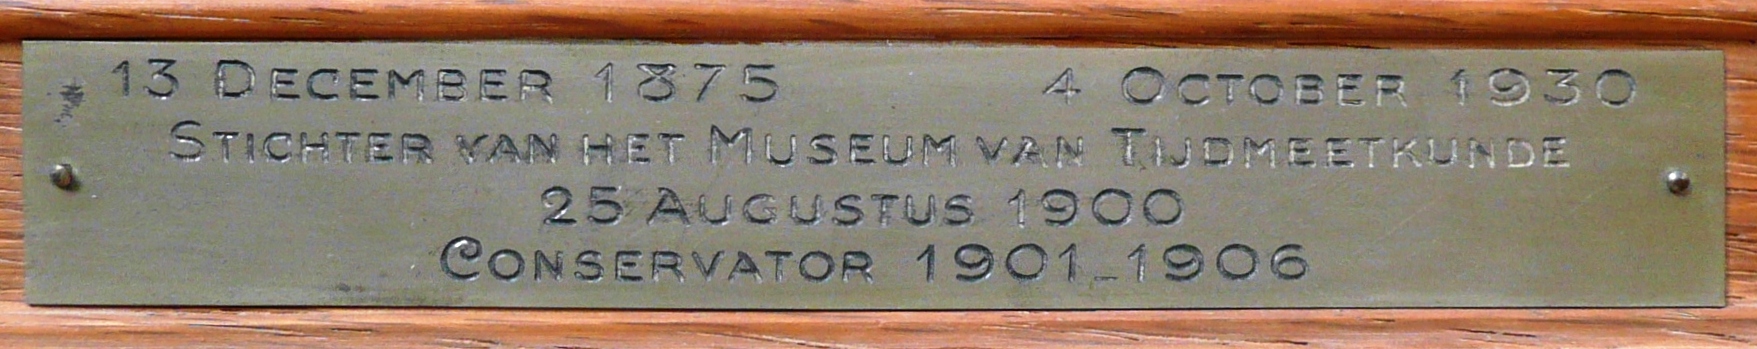 13 December 1875 4 October 1930
Stichter van het Museum van Tijdmeetkunde
25 Augustus 1900
Conservator 1901-1906